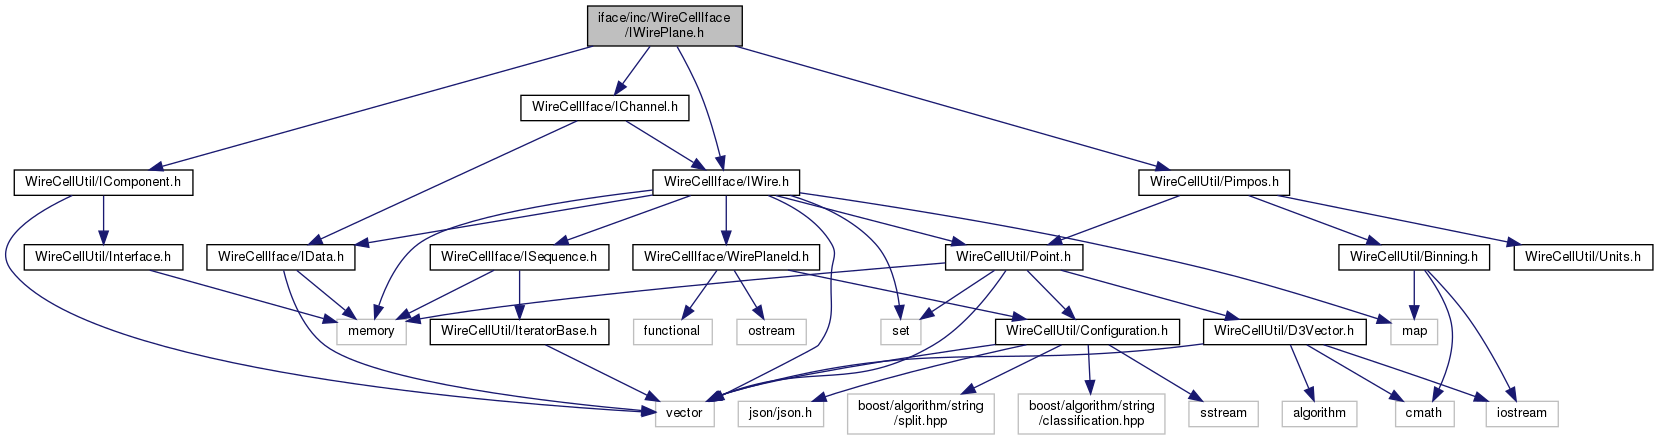 iface/inc/WireCellIface
/IWirePlane.h
WireCellIface/IChannel.h
WireCellUtil/IComponent.h
WireCellIface/IWire.h
WireCellUtil/Pimpos.h
WireCellUtil/Interface.h
WireCellIface/IData.h
WireCellIface/ISequence.h
WireCellIface/WirePlaneId.h
WireCellUtil/Point.h
WireCellUtil/Binning.h
WireCellUtil/Units.h
memory
WireCellUtil/IteratorBase.h
functional
ostream
set
WireCellUtil/Configuration.h
WireCellUtil/D3Vector.h
map
vector
json/json.h
boost/algorithm/string
/split.hpp
boost/algorithm/string
/classification.hpp
sstream
algorithm
cmath
iostream